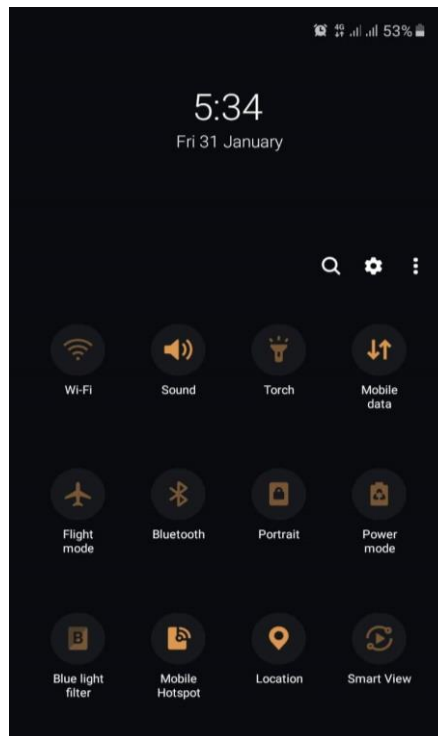 4G 53%
5:34
Fri 31 January
Wi-Fi Sound Torch Mobile data
Flight mode Bluetooth Portrait Power mode
B
Blue light filter Mobile Hotspot Location Smart View